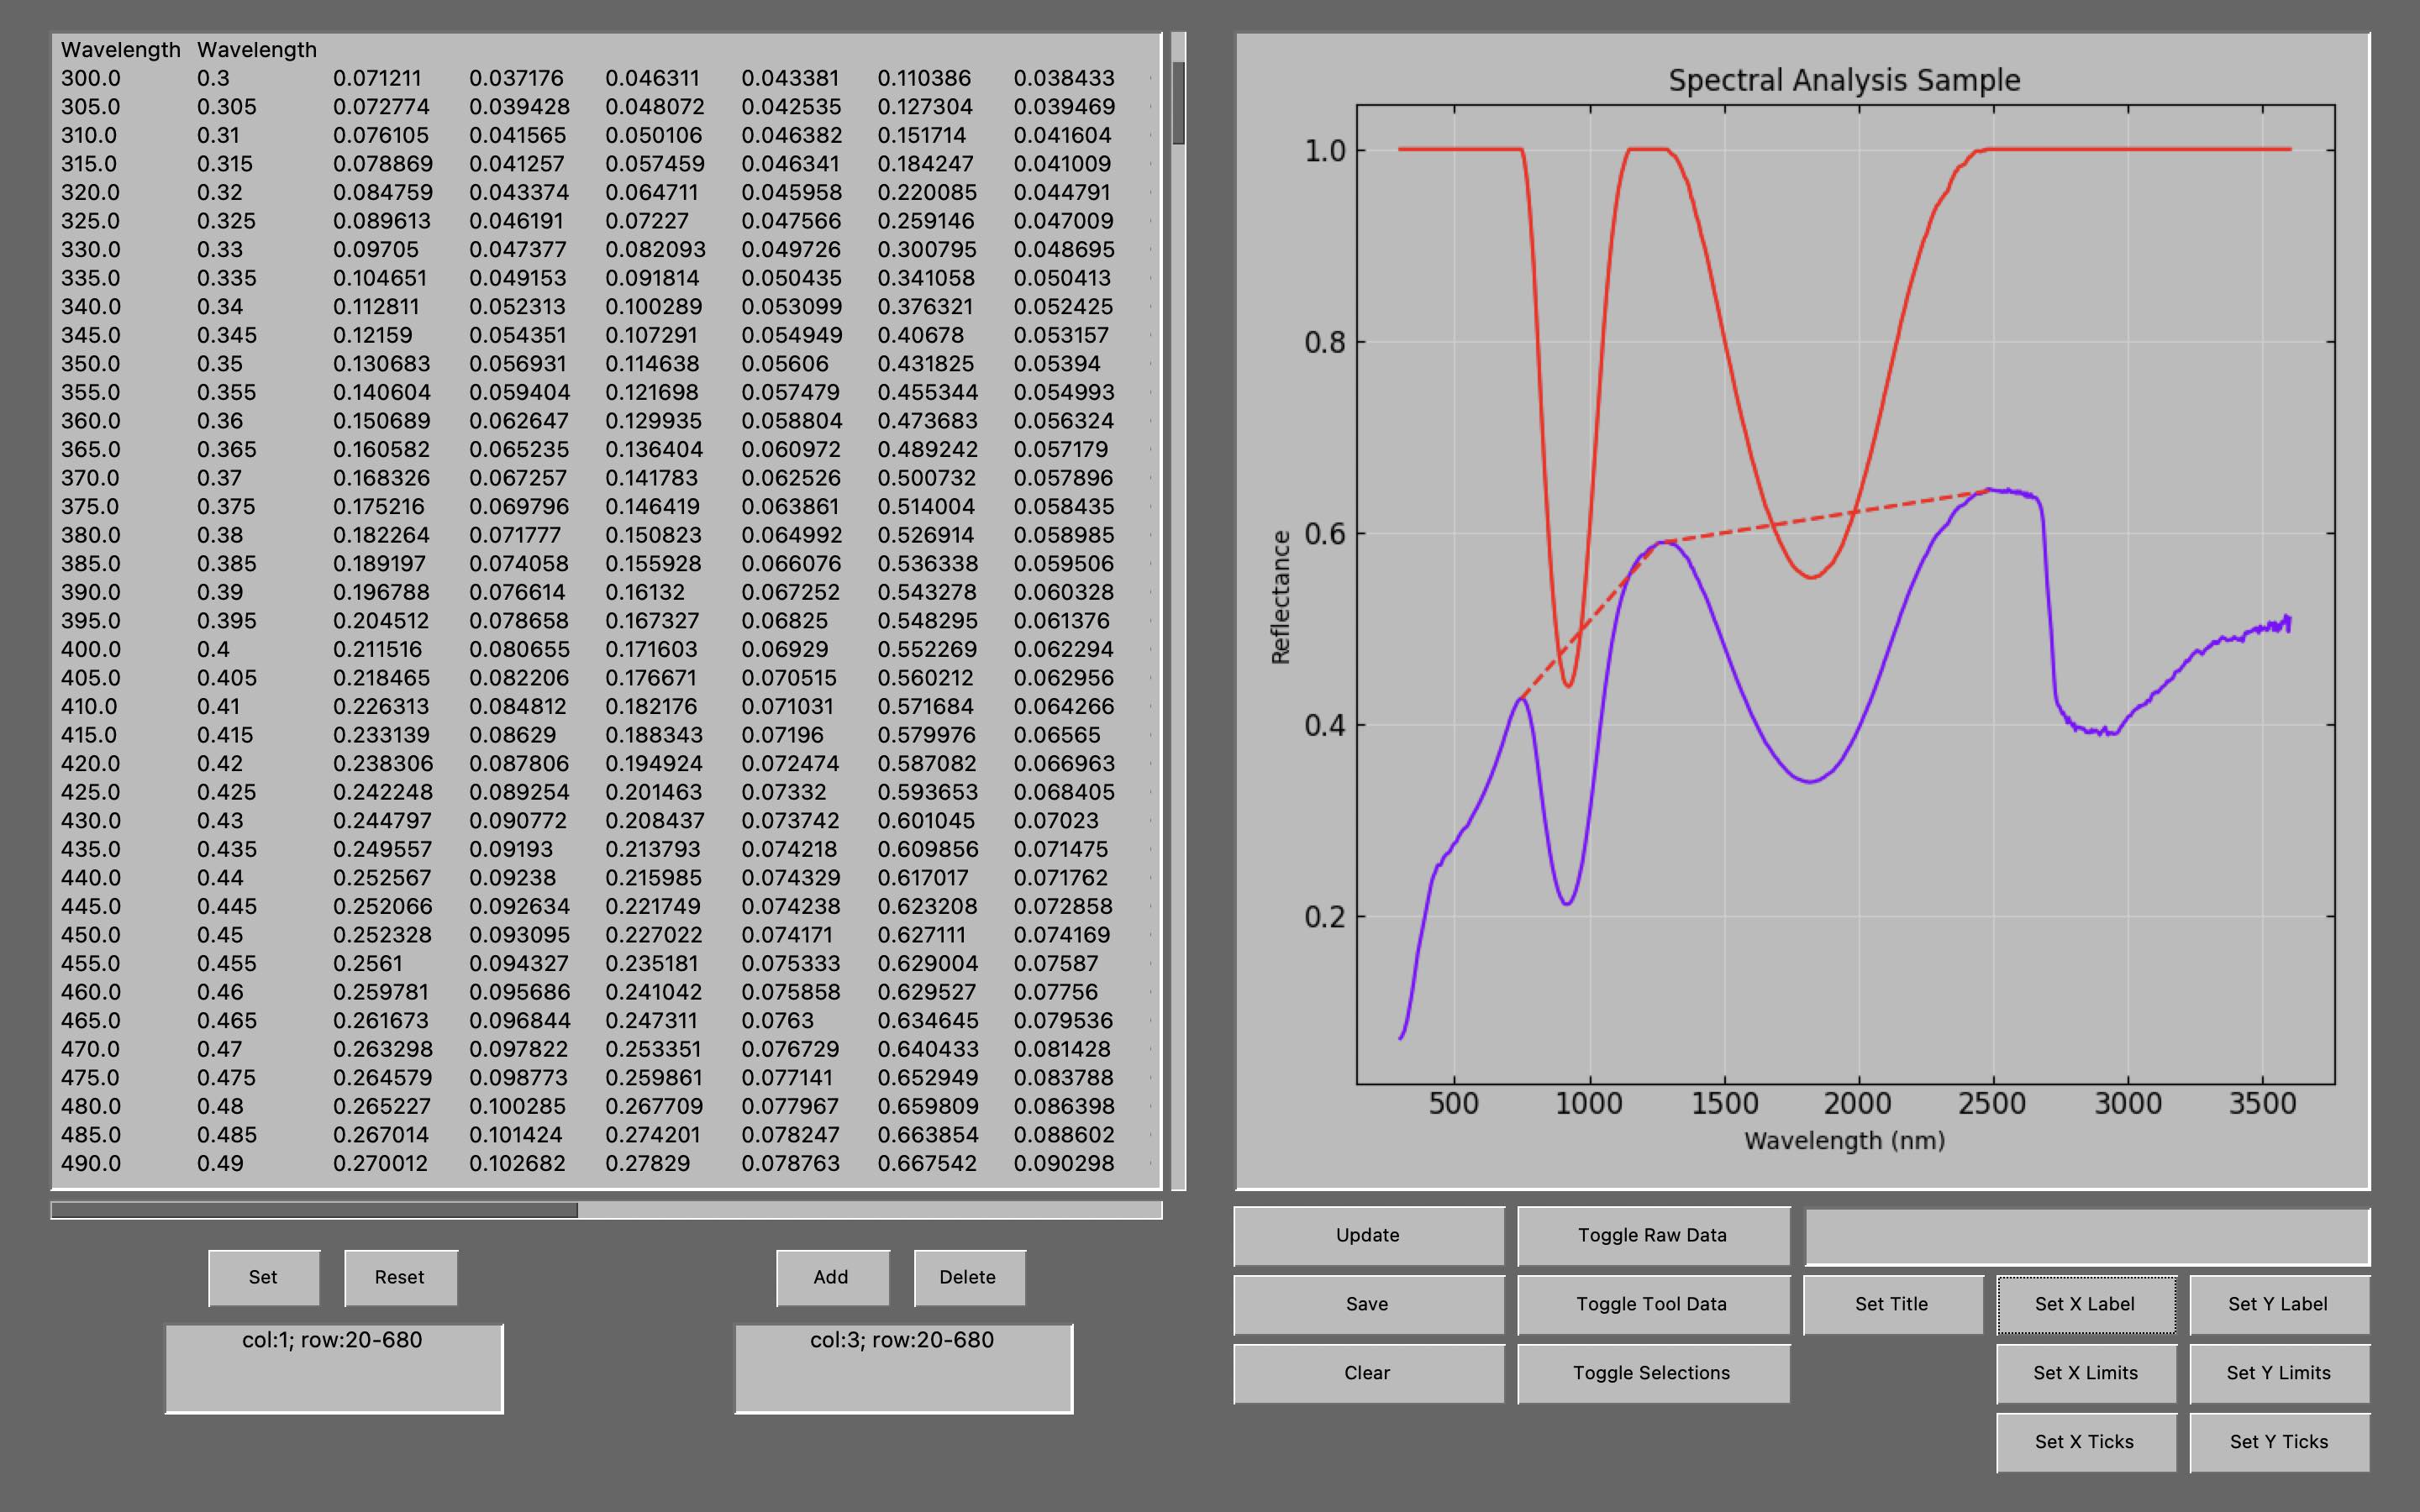 Wavelength Wavelength
300.0 0.3 0.071211 0.037176 0.046311 0.043381 0.110386 0.038433
305.0 0.305 0.072774 0.039428 0.048072 0.042535 0.127304 0.039469
310.0 0.31 0.076105 0.041565 0.050106 0.046382 0.151714 0.041604
315.0 0.315 0.078869 0.041257 0.057459 0.046341 0.184247 0.041009
320.0 0.32 0.084759 0.043374 0.064711 0.045958 0.220085 0.044791
325.0 0.325 0.089613 0.046191 0.07227 0.047566 0.259146 0.047009
330.0 0.33 0.09705 0.047377 0.082093 0.049726 0.300795 0.048695
335.0 0.335 0.104651 0.049153 0.091814 0.050435 0.341058 0.050413
340.0 0.34 0.112811 0.052313 0.100289 0.053099 0.376321 0.052425
345.0 0.345 0.12159 0.054351 0.107291 0.054949 0.40678 0.053157
350.0 0.35 0.130683 0.056931 0.114638 0.05606 0.431825 0.05394
355.0 0.355 0.140604 0.059404 0.121698 0.057479 0.455344 0.054993
360.0 0.36 0.150689 0.062647 0.129935 0.058804 0.473683 0.056324
365.0 0.365 0.160582 0.065235 0.136404 0.060972 0.489242 0.057179
370.0 0.37 0.168326 0.067257 0.141783 0.062526 0.500732 0.057896
375.0 0.375 0.175216 0.069796 0.146419 0.063861 0.514004 0.058435
380.0 0.38 0.182264 0.071777 0.150823 0.064992 0.526914 0.058985
385.0 0.385 0.189197 0.074058 0.155928 0.066076 0.536338 0.059506
390.0 0.39 0.196788 0.076614 0.16132 0.067252 0.543278 0.060328
395.0 0.395 0.204512 0.078658 0.167327 0.06825 0.548295 0.061376
400.0 0.4 0.211516 0.080655 0.171603 0.06929 0.552269 0.062294
405.0 0.405 0.218465 0.082206 0.176671 0.070515 0.560212 0.062956
410.0 0.41 0.226313 0.084812 0.182176 0.071031 0.571684 0.064266
415.0 0.415 0.233139 0.08629 0.188343 0.07196 0.579976 0.06565
420.0 0.42 0.238306 0.087806 0.194924 0.072474 0.587082 0.066963
425.0 0.425 0.242248 0.089254 0.201463 0.07332 0.593653 0.068405
430.0 0.43 0.244797 0.090772 0.208437 0.073742 0.601045 0.07023
435.0 0.435 0.249557 0.09193 0.213793 0.074218 0.609856 0.071475
440.0 0.44 0.252567 0.09238 0.215985 0.074329 0.617017 0.071762
445.0 0.445 0.252066 0.092634 0.221749 0.074238 0.623208 0.072858
450.0 0.45 0.252328 0.093095 0.227022 0.074171 0.627111 0.074169
455.0 0.455 0.2561 0.094327 0.235181 0.075333 0.629004 0.07587
460.0 0.46 0.259781 0.095686 0.241042 0.075858 0.629527 0.07756
465.0 0.465 0.261673 0.096844 0.247311 0.0763 0.634645 0.079536
470.0 0.47 0.263298 0.097822 0.253351 0.076729 0.640433 0.081428
475.0 0.475 0.264579 0.098773 0.259861 0.077141 0.652949 0.083788
480.0 0.48 0.265227 0.100285 0.267709 0.077967 0.659809 0.086398
485.0 0.485 0.267014 0.101424 0.274201 0.078247 0.663854 0.088602
490.0 0.49 0.270012 0.102682 0.27829 0.078763 0.667542 0.090298
Set Reset Add Delete
col:1; row:20-680
col:3; row:20-680
Spectral Analysis Sample
1.0
0.8
0.6
0.4
0.2
Reflectance
500 1000 1500 2000 2500 3000 3500
Wavelength (nm)
Update Toggle Raw Data
Save Toggle Tool Data Set Title Set X Label Set Y Label
Clear Toggle Selections Set X Limits Set Y Limits
Set X Ticks Set Y Ticks